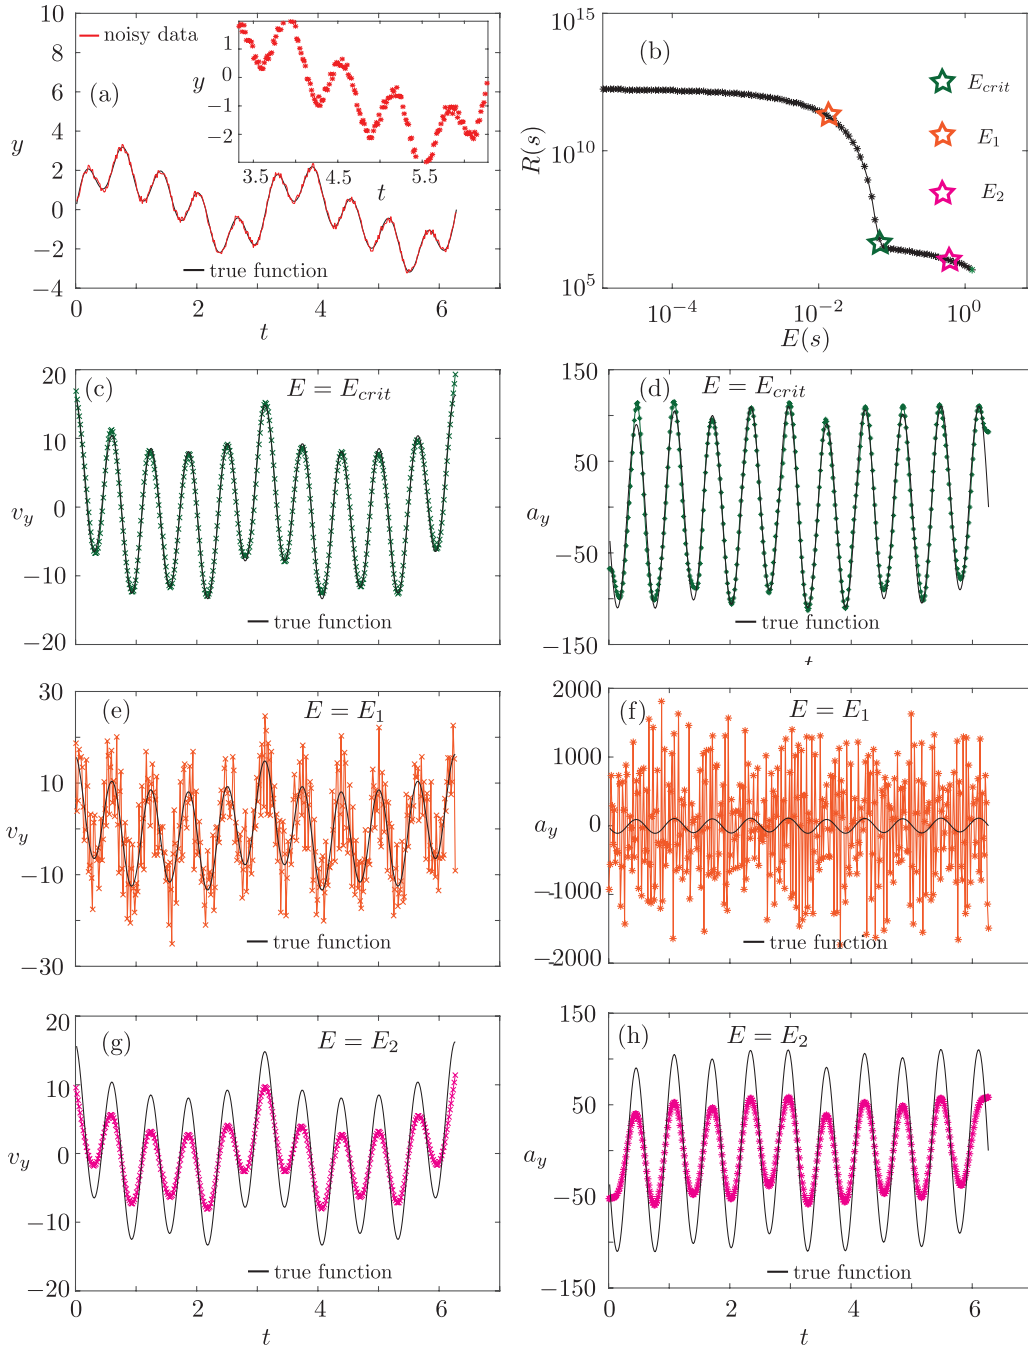 10
8
6
4
2
0
−2
−4
y
noisy data
(a)
1
0
−1
−2
y
3.5
4.5
5.5
t
true function
0
2
4
6
t
10^15
10^10
10^5
R(s)
(b)
E_crit
E_1
E_2
10^−4
10^−2
10^0
E(s)
20
10
0
−10
−20
v_y
(c)
E = E_crit
true function
150
50
−50
−150
a_y
(d)
E = E_crit
true function
30
10
−10
−30
v_y
(e)
E = E_1
true function
2000
1000
0
−1000
−2000
a_y
(f)
E = E_1
true function
20
10
0
−10
−20
v_y
(g)
E = E_2
true function
0
2
4
6
t
150
50
−50
−150
a_y
(h)
E = E_2
true function
0
2
4
6
t